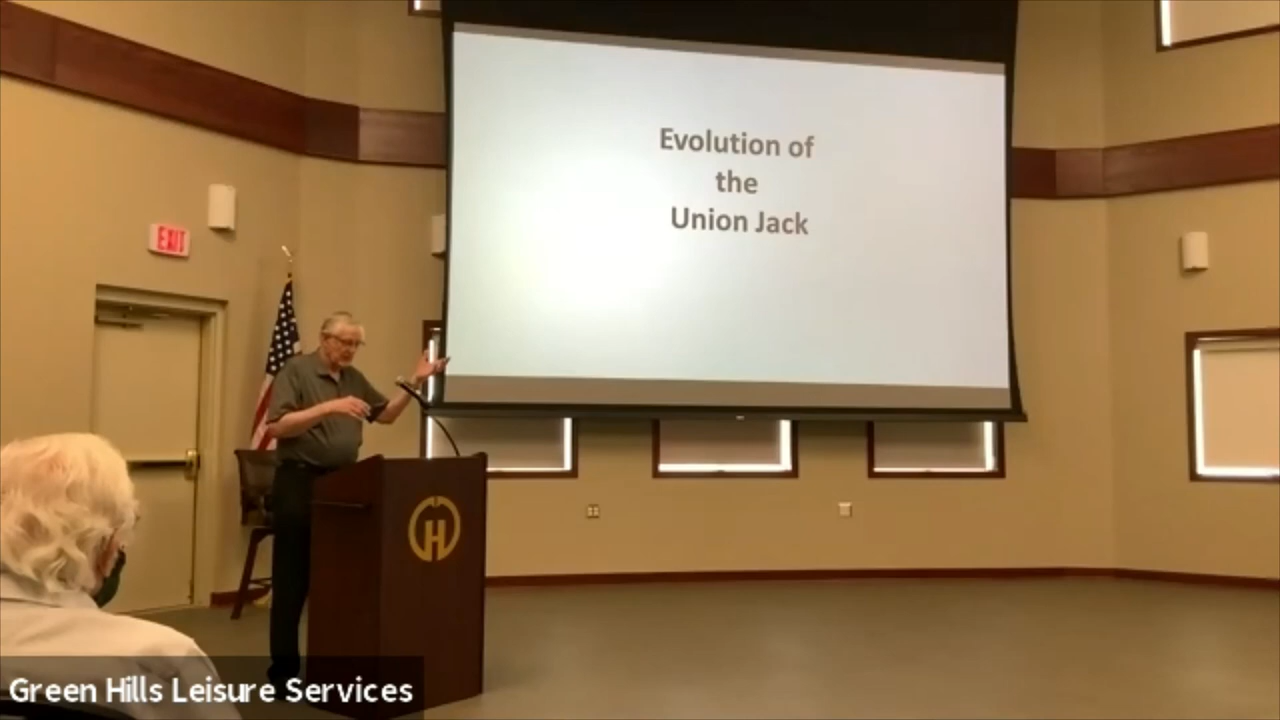 Evolution of
the
Union Jack
EXIT
H
Green Hills Leisure Services